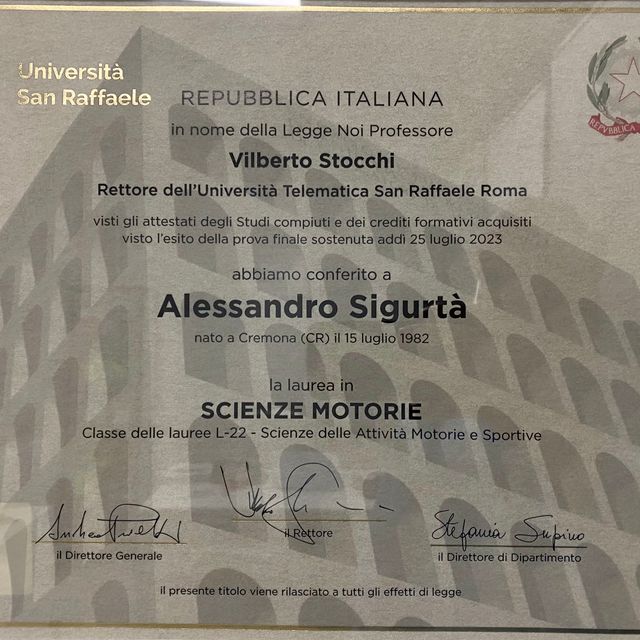 Università
San Raffaele
REPUBBLICA ITALIANA
in nome della Legge Noi Professore
Vilberto Stocchi
Rettore dell'Università Telematica San Raffaele Roma
visti gli attestati degli Studi compiuti e dei crediti formativi acquisiti
visto l'esito della prova finale sostenuta addì 25 luglio 2023
abbiamo conferito a
Alessandro Sigurtà
nato a Cremona (CR) il 15 luglio 1982
la laurea in
SCIENZE MOTORIE
Classe delle lauree L-22 - Scienze delle Attività Motorie e Sportive
il Rettore
Stefania Supino
il Direttore Generale
il Direttore di Dipartimento
il presente titolo viene rilasciato a tutti gli effetti di legge
REPVBBLICA